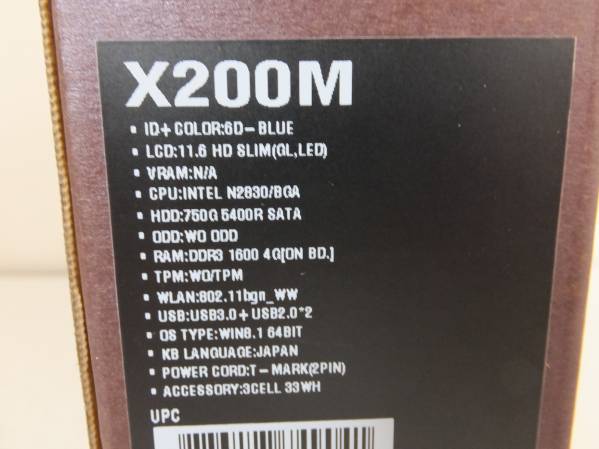 X200M
▪ ID+ COLOR:6D-BLUE
▪ LCD:11.6 HD SLIM(GL,LED)
▪ VRAM:N/A
▪ CPU:INTEL N2830/BGA
▪ HDD:750G 5400R SATA
▪ ODD:WO ODD
▪ RAM:DDR3 1600 4G[ON BD.]
▪ TPM:WO/TPM
▪ WLAN:802.11bgn_WW
▪ USB:USB3.0+USB2.0*2
▪ OS TYPE:WIN8.1 64BIT
▪ KB LANGUAGE:JAPAN
▪ POWER CORD:T-MARK(2PIN)
▪ ACCESSORY:3CELL 33WH
UPC